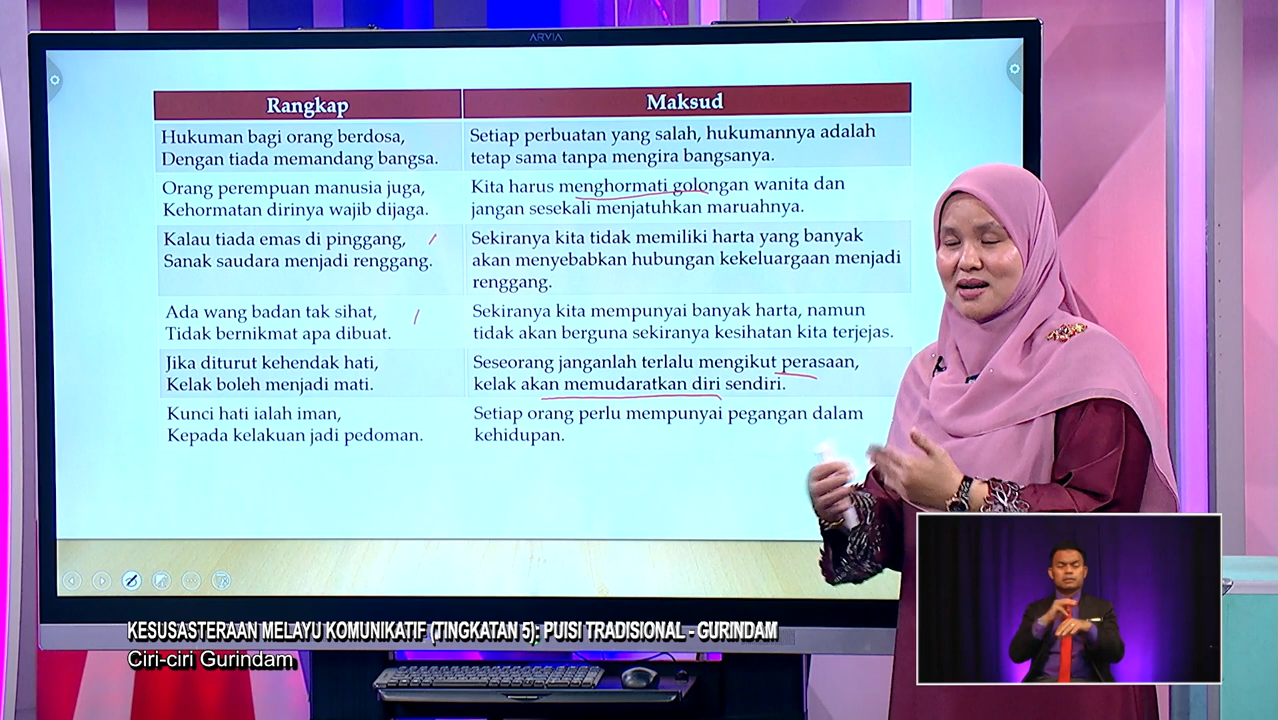 ARVIA
Rangkap
Maksud
Hukuman bagi orang berdosa,
Dengan tiada memandang bangsa.
Setiap perbuatan yang salah, hukumannya adalah
tetap sama tanpa mengira bangsanya.
Orang perempuan manusia juga,
Kehormatan dirinya wajib dijaga.
Kita harus menghormati golongan wanita dan
jangan sesekali menjatuhkan maruahnya.
Kalau tiada emas di pinggang,
Sanak saudara menjadi renggang.
Sekiranya kita tidak memiliki harta yang banyak
akan menyebabkan hubungan kekeluargaan menjadi
renggang.
Ada wang badan tak sihat,
Tidak bernikmat apa dibuat.
Sekiranya kita mempunyai banyak harta, namun
tidak akan berguna sekiranya kesihatan kita terjejas.
Jika diturut kehendak hati,
Kelak boleh menjadi mati.
Seseorang janganlah terlalu mengikut perasaan,
kelak akan memudaratkan diri sendiri.
Kunci hati ialah iman,
Kepada kelakuan jadi pedoman.
Setiap orang perlu mempunyai pegangan dalam
kehidupan.
KESUSASTERAAN MELAYU KOMUNIKATIF (TINGKATAN 5): PUISI TRADISIONAL - GURINDAM
Ciri-ciri Gurindam